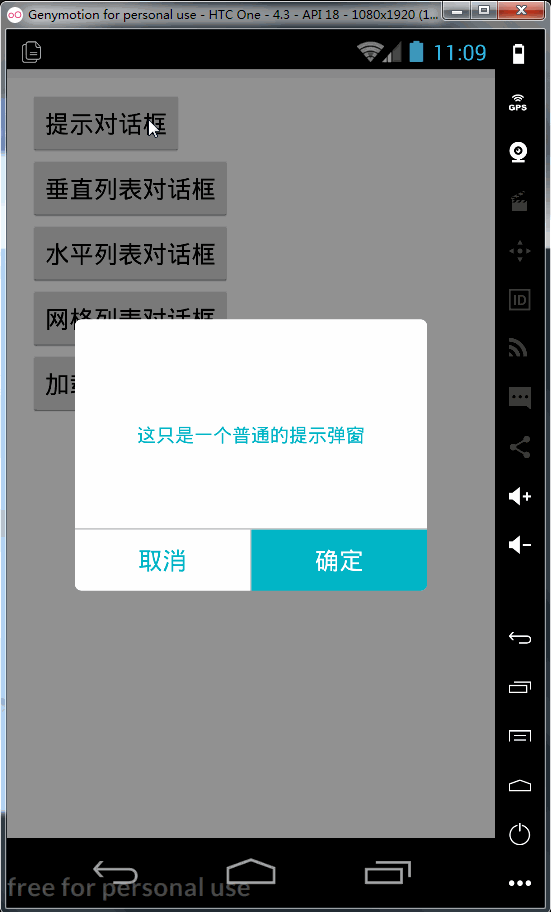 Genymotion for personal use - HTC One - 4.3 - API 18 - 1080x1920 (1...
11:09
GPS
提示对话框
垂直列表对话框
水平列表对话框
ID
网格列表对话框
加
这只是一个普通的提示弹窗
取消
确定
free for personal use